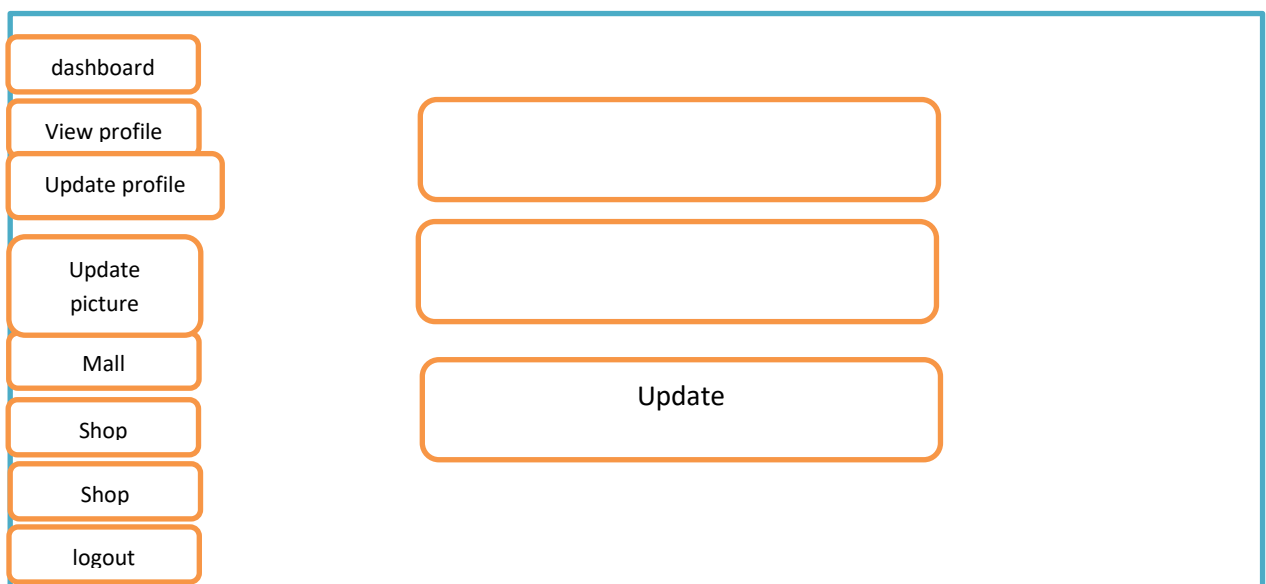 dashboard
View profile
Update profile
Update
picture
Mall
Shop
Shop
logout
Update